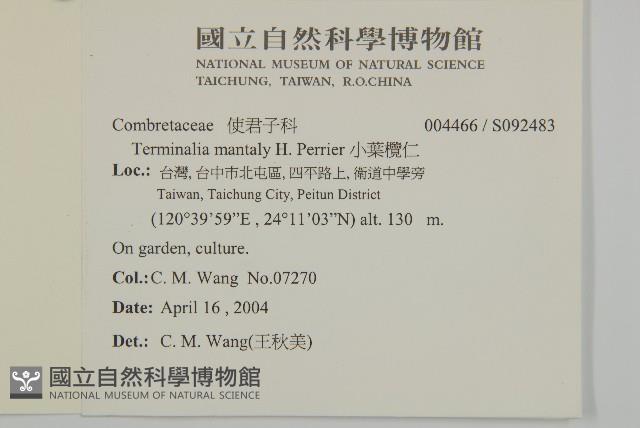 國立自然科學博物館
NATIONAL MUSEUM OF NATURAL SCIENCE
TAICHUNG, TAIWAN, R.O.CHINA
Combretaceae 使君子科 004466 / S092483
Terminalia mantaly H. Perrier 小葉欖仁
Loc.: 台灣, 台中市北屯區, 四平路上, 衛道中學旁
Taiwan, Taichung City, Peitun District
(120°39'59”E , 24°11'03”N) alt. 130 m.
On garden, culture.
Col.: C. M. Wang No.07270
Date: April 16 , 2004
Det.: C. M. Wang(王秋美)
國立自然科學博物館
NATIONAL MUSEUM OF NATURAL SCIENCE